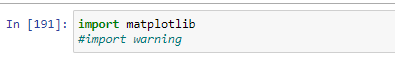 In [191]: import matplotlib
#import warning